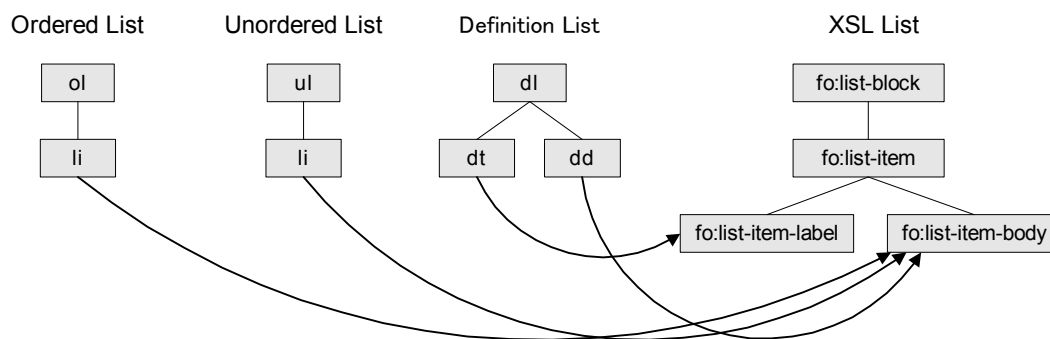 Ordered List Unordered List Definition List XSL List
ol ul dl fo:list-block
li li dt dd fo:list-item
fo:list-item-label fo:list-item-body